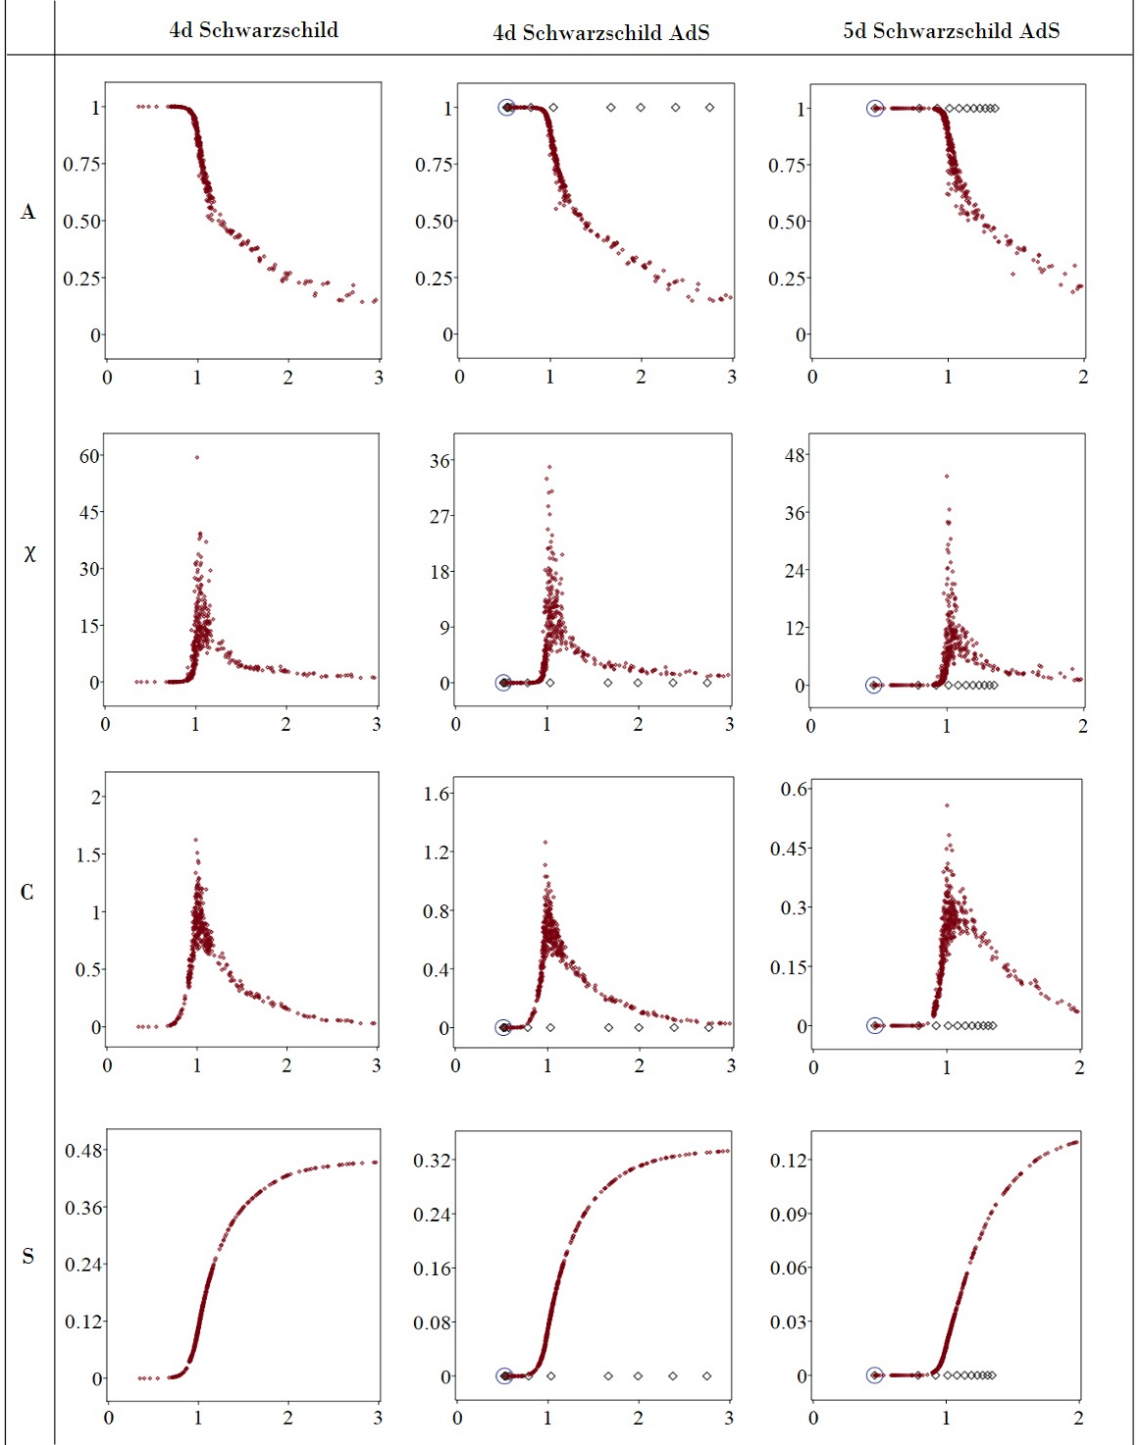 4d Schwarzschild 4d Schwarzschild AdS 5d Schwarzschild AdS
A
1 0.75 0.50 0.25 0
0 1 2 3
1 0.75 0.50 0.25 0
0 1 2 3
1 0.75 0.50 0.25 0
0 1 2
χ
60 45 30 15 0
0 1 2 3
36 27 18 9 0
0 1 2 3
48 36 24 12 0
0 1 2
C
2 1.5 1 0.5 0
0 1 2 3
1.6 1.2 0.8 0.4 0
0 1 2 3
0.6 0.45 0.3 0.15 0
0 1 2
S
0.48 0.36 0.24 0.12 0
0 1 2 3
0.32 0.24 0.16 0.08 0
0 1 2 3
0.12 0.09 0.06 0.03 0
0 1 2